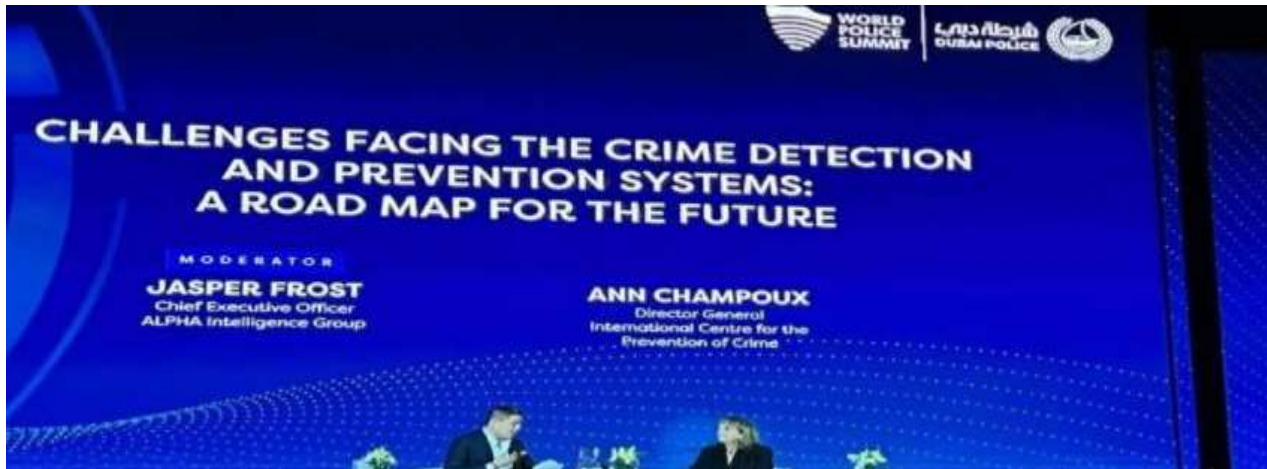 WORLD
POLICE
SUMMIT
شرطة دبي
DUBAI POLICE
CHALLENGES FACING THE CRIME DETECTION
AND PREVENTION SYSTEMS:
A ROAD MAP FOR THE FUTURE
MODERATOR
JASPER FROST
Chief Executive Officer
ALPHA Intelligence Group
ANN CHAMPOUX
Director General
International Centre for the
Prevention of Crime